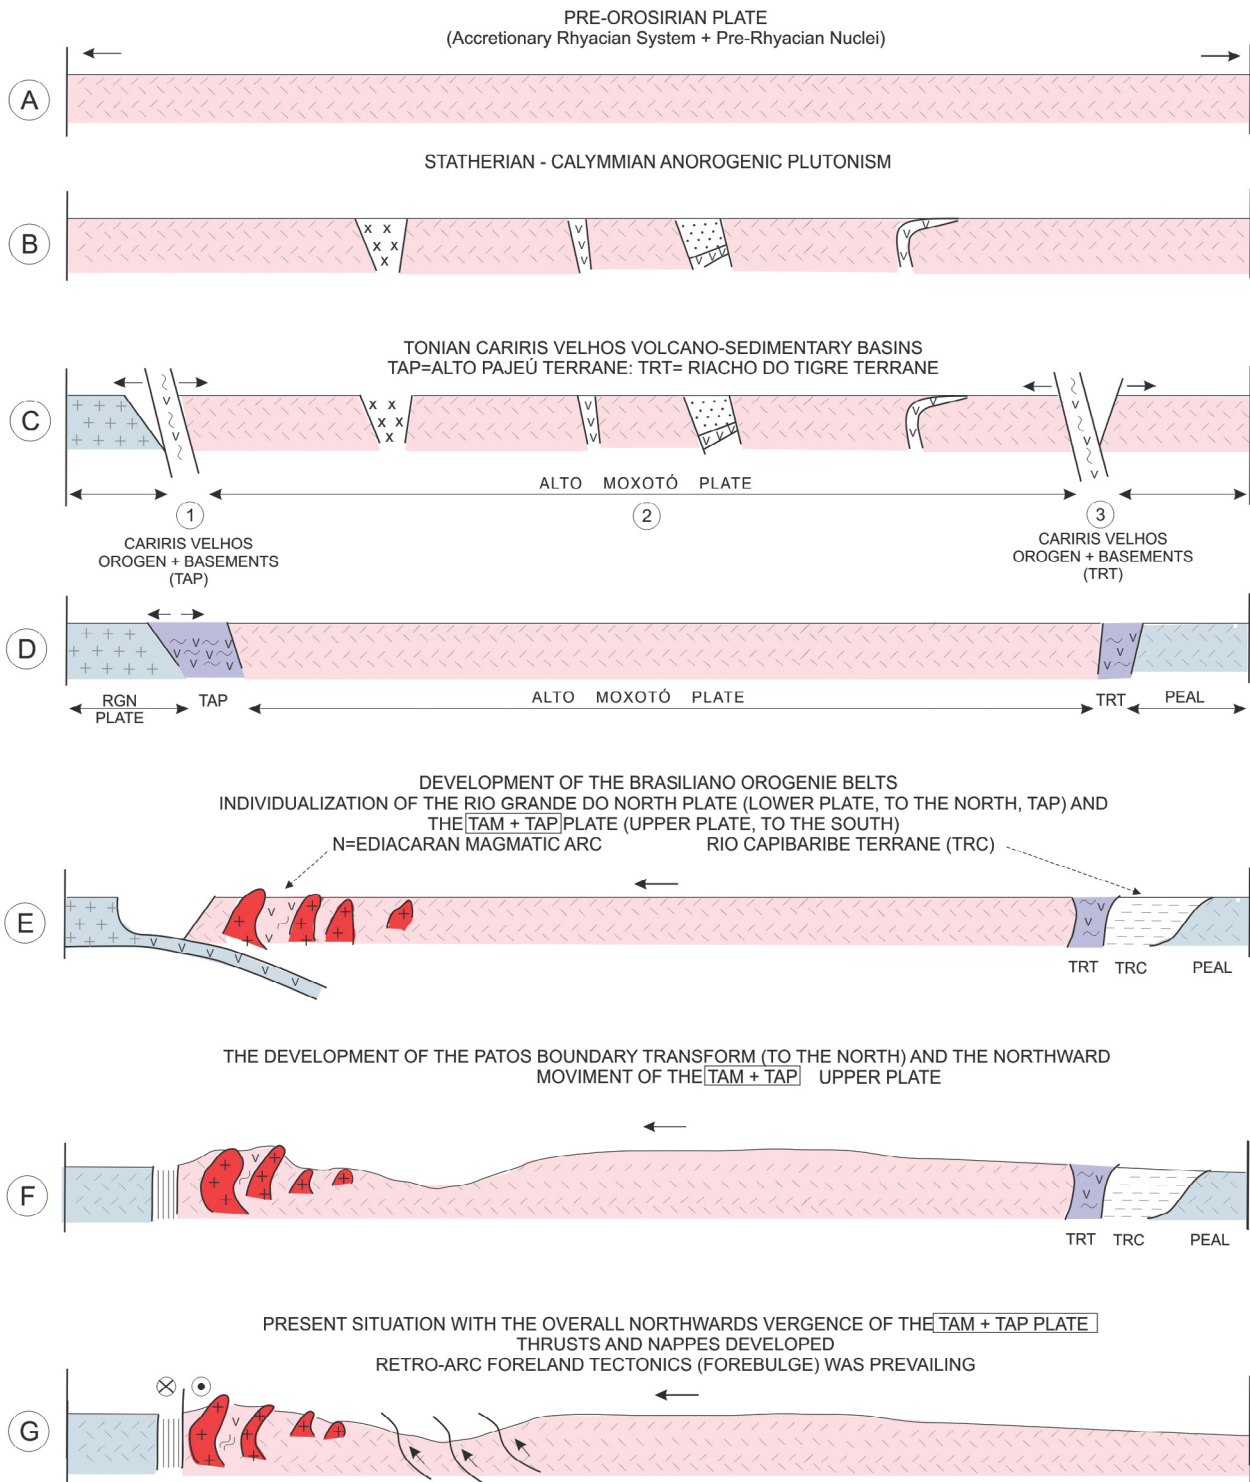 PRE-OROSIRIAN PLATE
(Accretionary Rhyacian System + Pre-Rhyacian Nuclei)
A
STATHERIAN - CALYMMIAN ANOROGENIC PLUTONISM
B
TONIAN CARIRIS VELHOS VOLCANO-SEDIMENTARY BASINS
TAP=ALTO PAJEÚ TERRANE: TRT= RIACHO DO TIGRE TERRANE
C
ALTO MOXOTÓ PLATE
1
2
3
CARIRIS VELHOS
OROGEN + BASEMENTS
(TAP)
CARIRIS VELHOS
OROGEN + BASEMENTS
(TRT)
D
RGN
PLATE
TAP
ALTO MOXOTÓ PLATE
TRT
PEAL
DEVELOPMENT OF THE BRASILIANO OROGENIE BELTS
INDIVIDUALIZATION OF THE RIO GRANDE DO NORTH PLATE (LOWER PLATE, TO THE NORTH, TAP) AND
THE TAM + TAP PLATE (UPPER PLATE, TO THE SOUTH)
N=EDIACARAN MAGMATIC ARC RIO CAPIBARIBE TERRANE (TRC)
E
TRT TRC PEAL
THE DEVELOPMENT OF THE PATOS BOUNDARY TRANSFORM (TO THE NORTH) AND THE NORTHWARD
MOVIMENT OF THE TAM + TAP UPPER PLATE
F
TRT TRC PEAL
PRESENT SITUATION WITH THE OVERALL NORTHWARDS VERGENCE OF THE TAM + TAP PLATE
THRUSTS AND NAPPES DEVELOPED
RETRO-ARC FORELAND TECTONICS (FOREBULGE) WAS PREVAILING
G